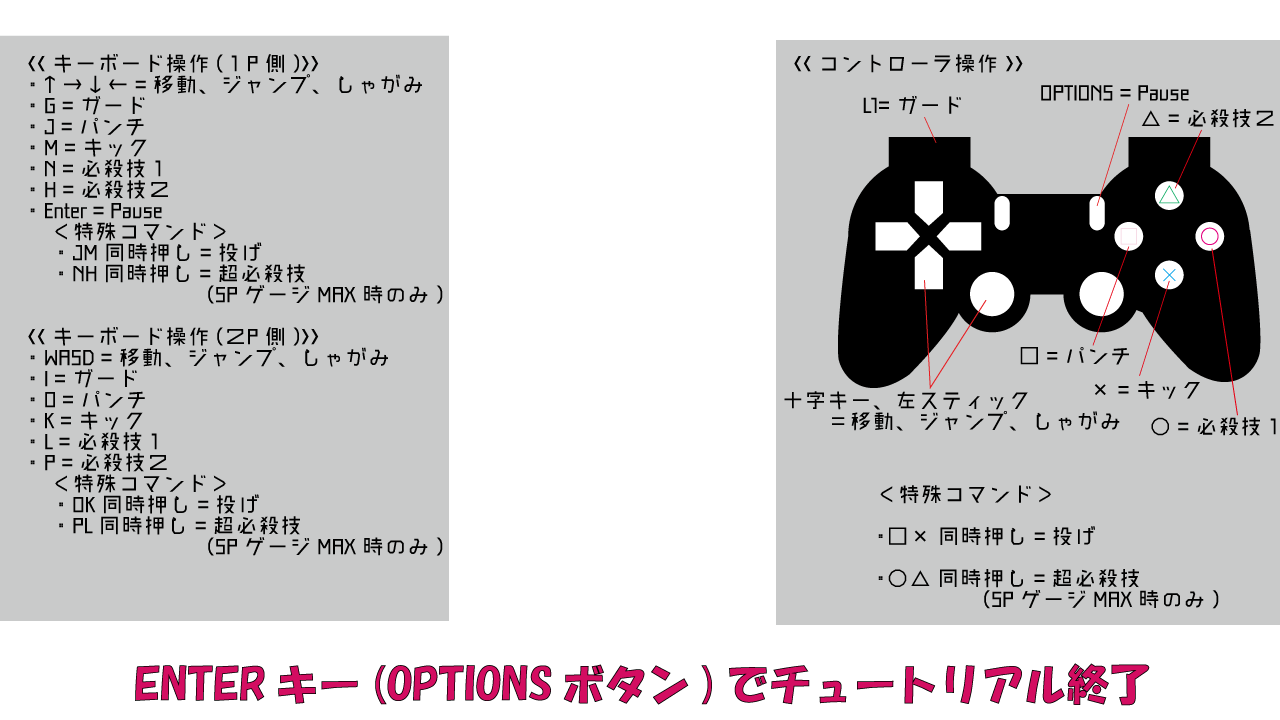 《 キーボード操作(1P側)》
・↑→↓←=移動、ジャンプ、しゃがみ
・G=ガード
・J=パンチ
・M=キック
・N=必殺技1
・H=必殺技2
・Enter=Pause
<特殊コマンド>
・JM同時押し=投げ
・NH同時押し=超必殺技
(SPゲージMAX時のみ)
《 キーボード操作(2P側)》
・WASD=移動、ジャンプ、しゃがみ
・I=ガード
・O=パンチ
・K=キック
・L=必殺技1
・P=必殺技2
<特殊コマンド>
・OK同時押し=投げ
・PL同時押し=超必殺技
(SPゲージMAX時のみ)
《 コントローラ操作 》
OPTIONS=Pause
L1=ガード
△=必殺技2
□=パンチ
×=キック
十字キー、左スティック
=移動、ジャンプ、しゃがみ
○=必殺技1
<特殊コマンド>
・□×同時押し=投げ
・○△同時押し=超必殺技
(SPゲージMAX時のみ)
ENTERキー(OPTIONSボタン)でチュートリアル終了